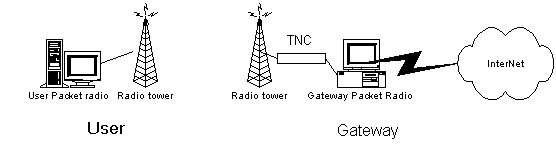 TNC
InterNet
User Packet radio
Radio tower
Radio tower
Gateway Packet Radio
User
Gateway